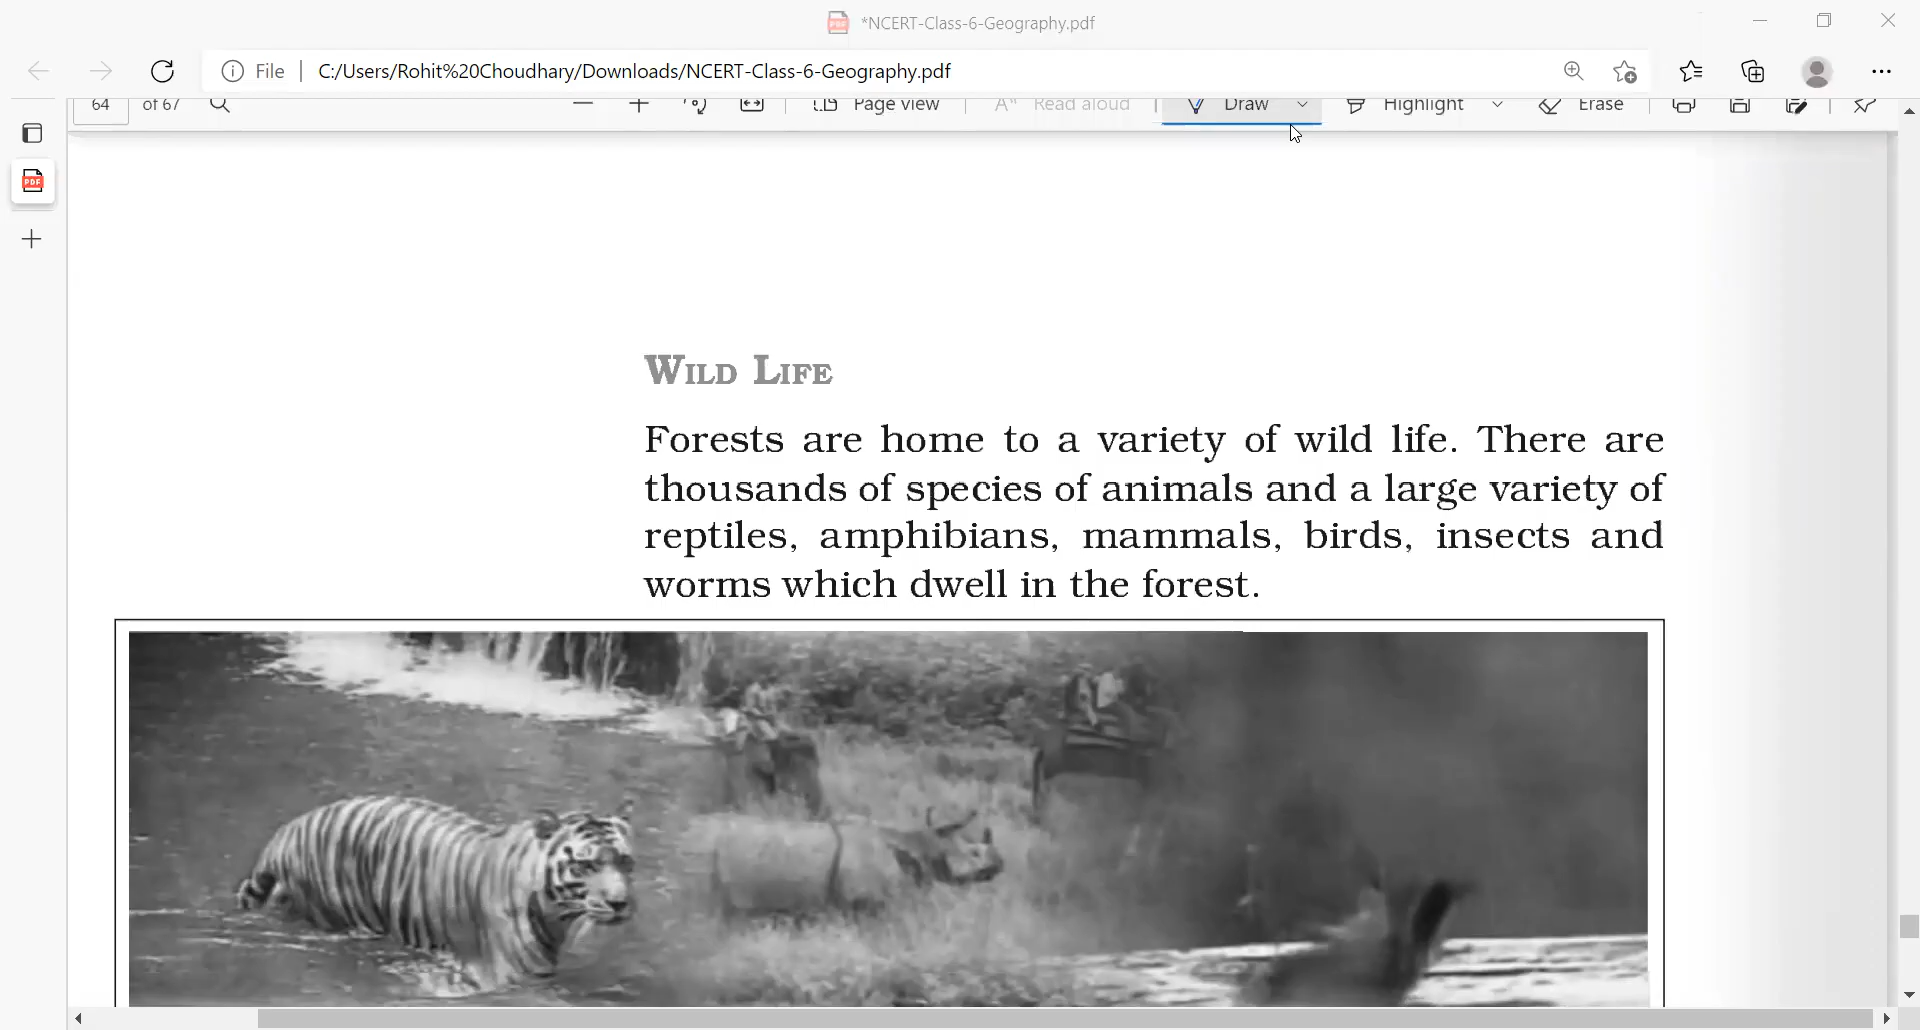 *NCERT-Class-6-Geography.pdf
File | C:/Users/Rohit%20Choudhary/Downloads/NCERT-Class-6-Geography.pdf
64 of 67 Page view Read aloud Draw Highlight Erase
PDF
WILD LIFE
Forests are home to a variety of wild life. There are
thousands of species of animals and a large variety of
reptiles, amphibians, mammals, birds, insects and
worms which dwell in the forest.